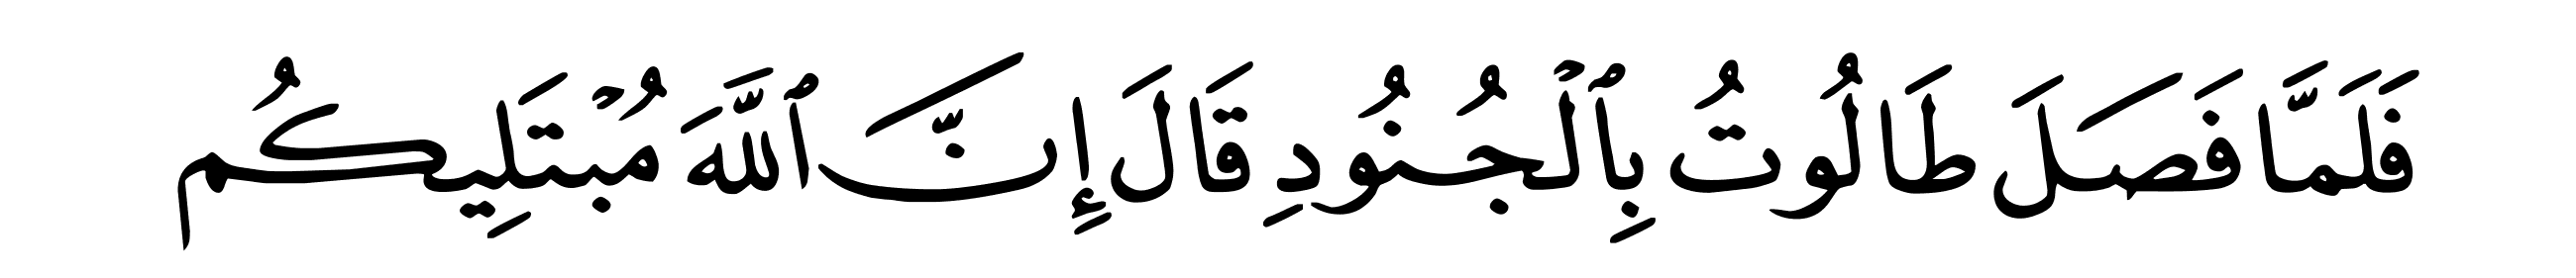 فَلَمَّا فَصَلَ طَالُوتُ بِٱلْجُنُودِ قَالَ إِنَّ ٱللَّهَ مُبْتَلِيكُم